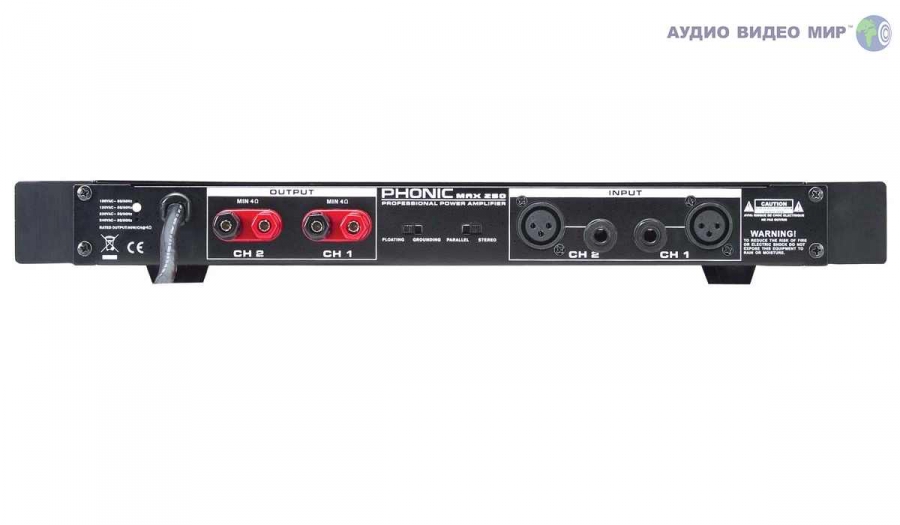 АУДИО ВИДЕО МИР
OUTPUT
MIN 4Ω
MIN 4Ω
CH 2
CH 1
PHONIC MAX 250
PROFESSIONAL POWER AMPLIFIER
FLOATING
GROUNDING
PARALLEL
STEREO
INPUT
CH 2
CH 1
CAUTION
WARNING!
TO REDUCE THE RISK OF FIRE
OR ELECTRIC SHOCK DO NOT
EXPOSE THIS EQUIPMENT TO
RAIN OR MOISTURE.
CE